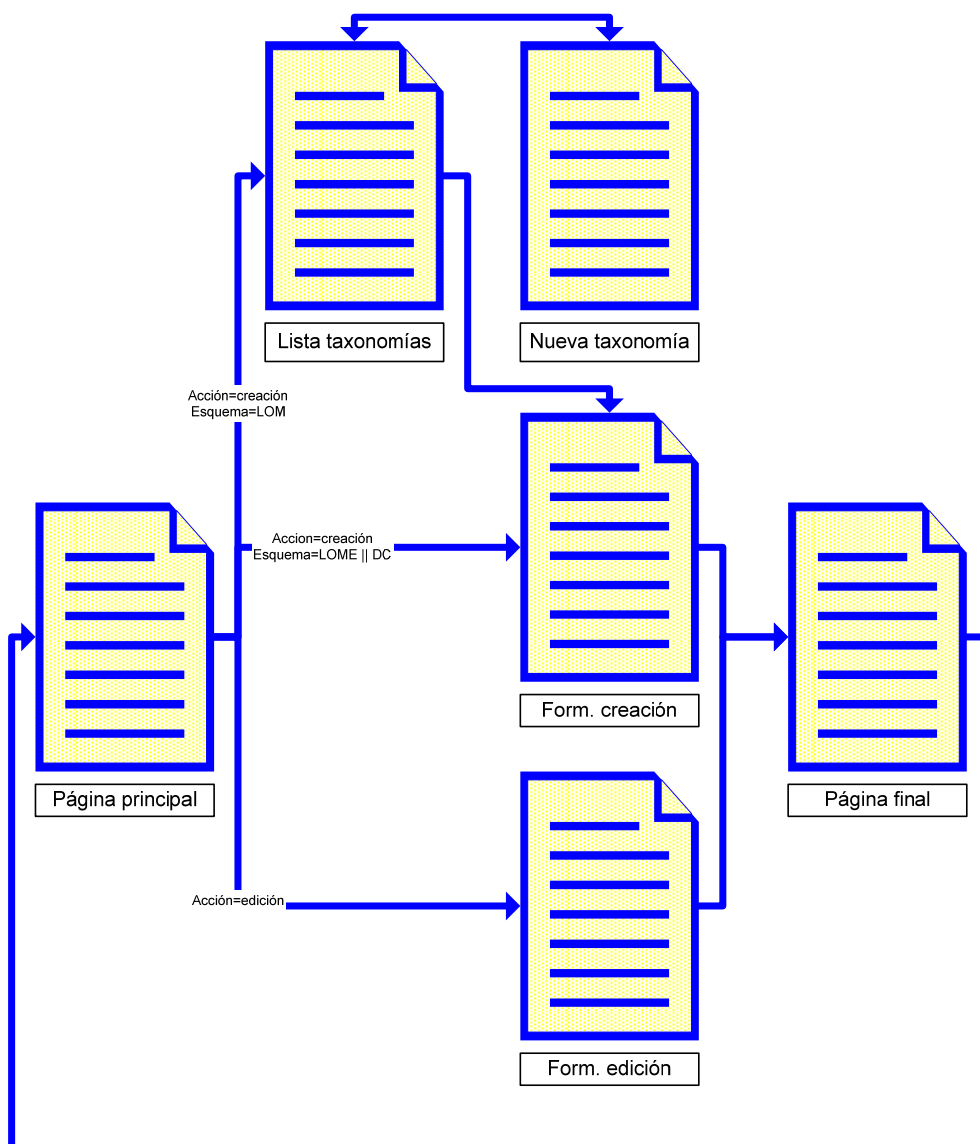 Lista taxonomías
Nueva taxonomía
Acción=creación
Esquema=LOM
Accion=creación
Esquema=LOME || DC
Form. creación
Página principal
Página final
Acción=edición
Form. edición